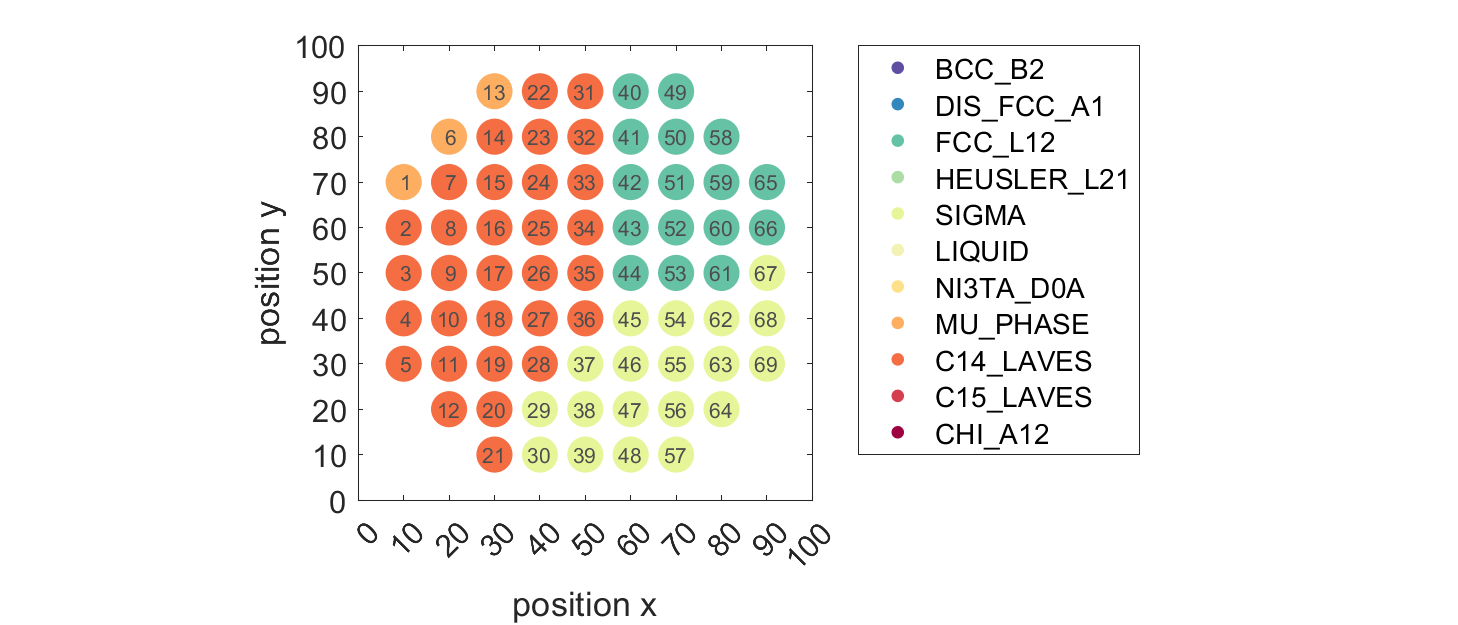 100
90 13 22 31 40 49
80 6 14 23 32 41 50 58
70 1 7 15 24 33 42 51 59 65
60 2 8 16 25 34 43 52 60 66
50 3 9 17 26 35 44 53 61 67
40 4 10 18 27 36 45 54 62 68
30 5 11 19 28 37 46 55 63 69
20 12 20 29 38 47 56 64
10 21 30 39 48 57
0
position y
0 10 20 30 40 50 60 70 80 90 100
position x
BCC_B2
DIS_FCC_A1
FCC_L12
HEUSLER_L21
SIGMA
LIQUID
NI3TA_D0A
MU_PHASE
C14_LAVES
C15_LAVES
CHI_A12